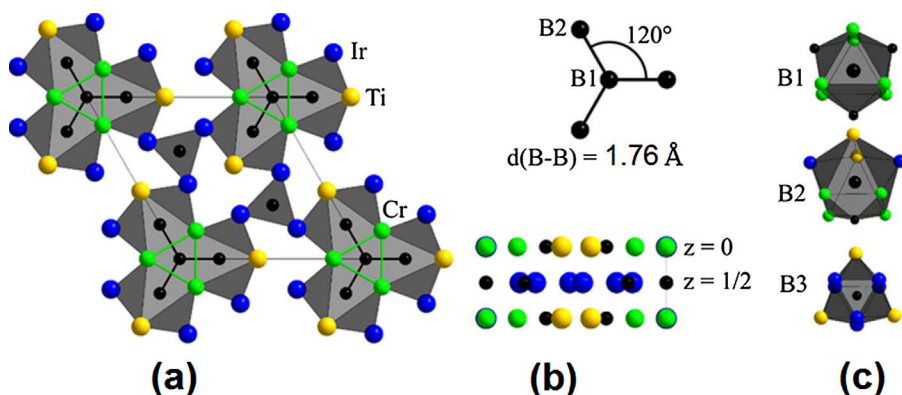 Ir
Ti
Cr
(a)
B2
120°
B1
d(B-B) = 1.76 Å
z = 0
z = 1/2
(b)
B1
B2
B3
(c)